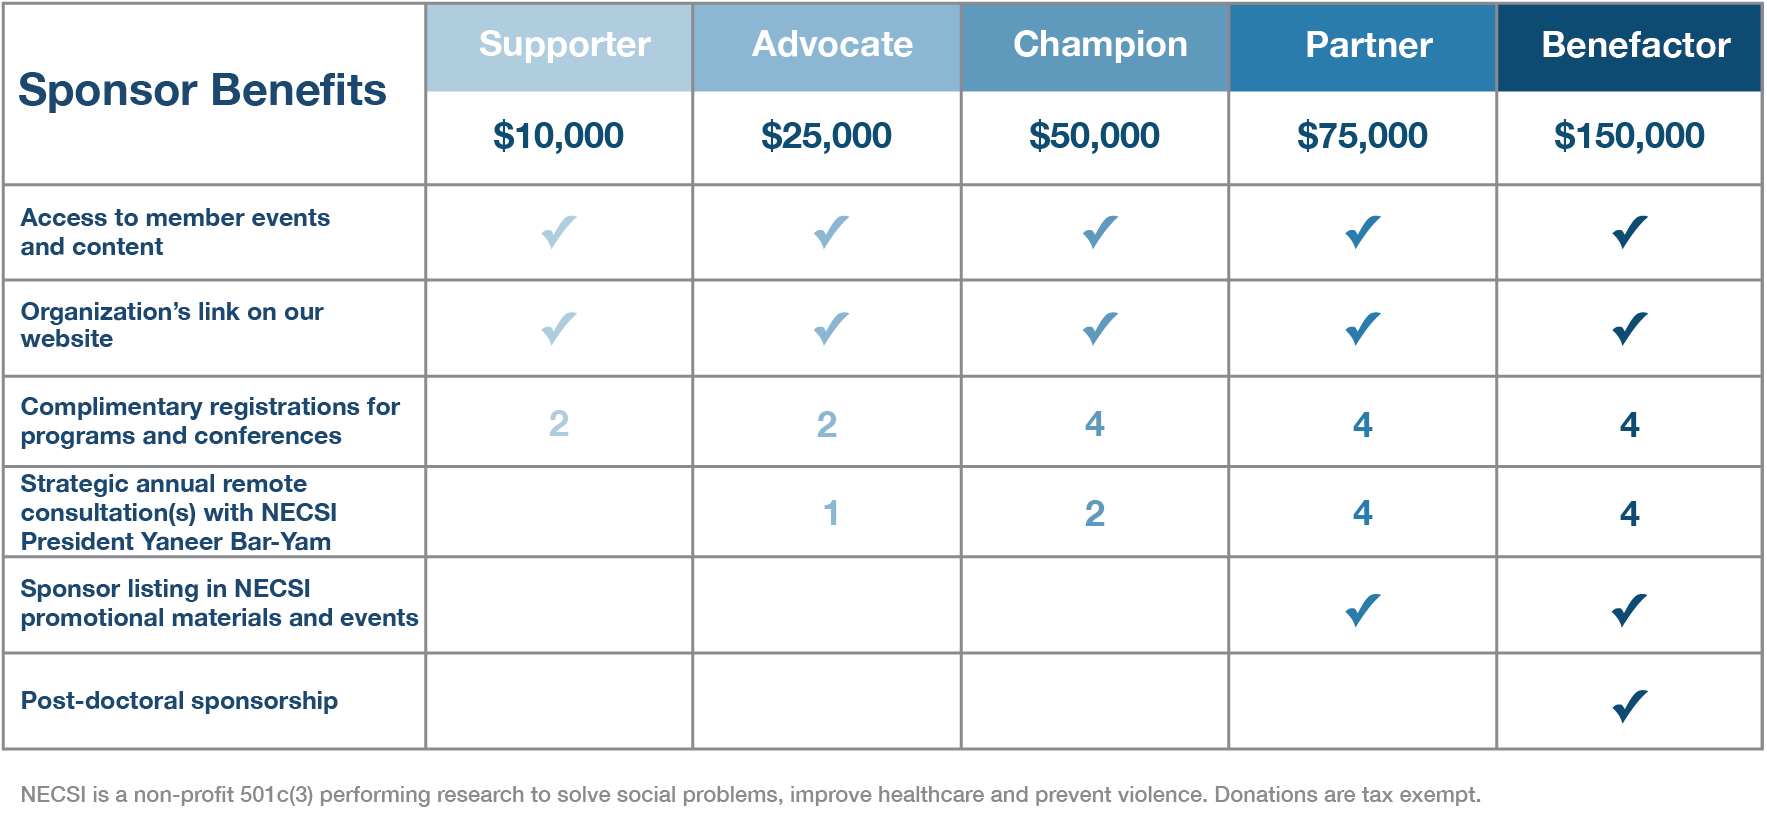 Sponsor Benefits
Supporter
Advocate
Champion
Partner
Benefactor
$10,000
$25,000
$50,000
$75,000
$150,000
Access to member events
and content
✓ ✓ ✓ ✓ ✓
Organization’s link on our
website
✓ ✓ ✓ ✓ ✓
Complimentary registrations for
programs and conferences
2 2 4 4 4
Strategic annual remote
consultation(s) with NECSI
President Yaneer Bar-Yam
1 2 4 4
Sponsor listing in NECSI
promotional materials and events
✓ ✓
Post-doctoral sponsorship
✓
NECSI is a non-profit 501c(3) performing research to solve social problems, improve healthcare and prevent violence. Donations are tax exempt.